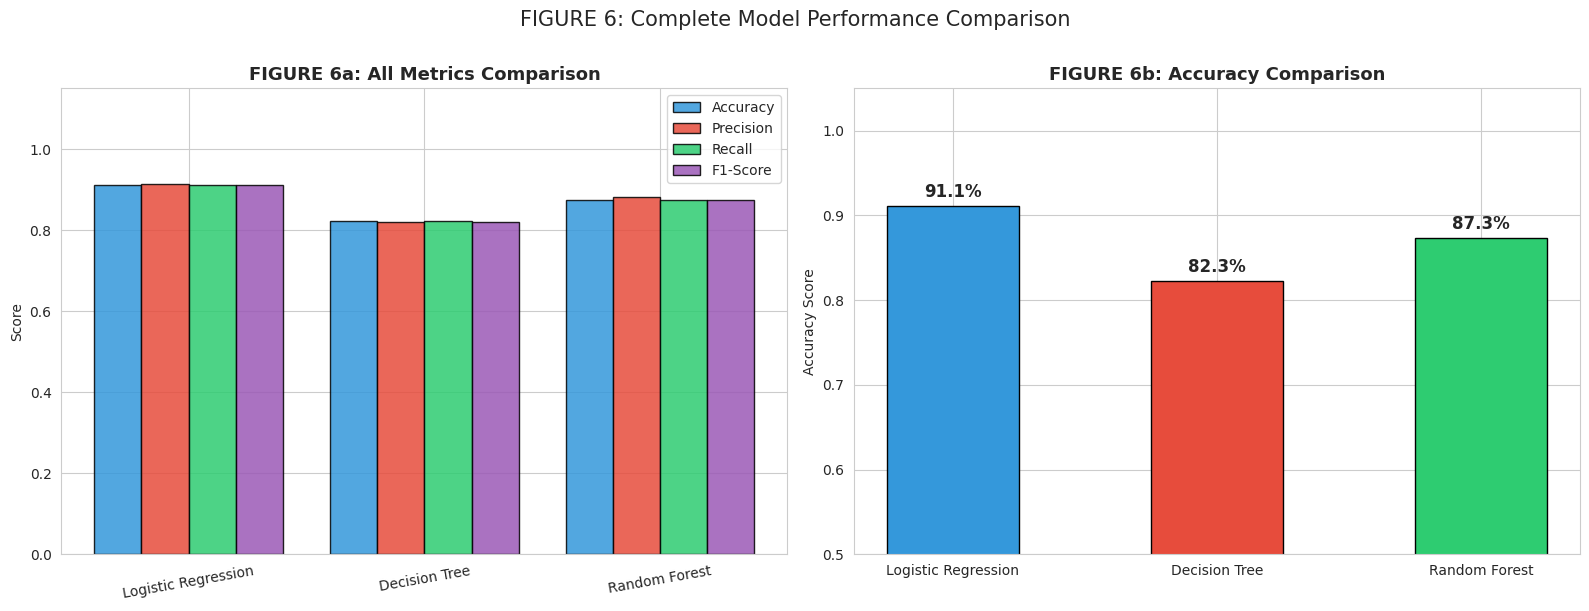 FIGURE 6: Complete Model Performance Comparison
FIGURE 6a: All Metrics Comparison
Accuracy
Precision
Recall
F1-Score
Score
1.0
0.8
0.6
0.4
0.2
0.0
Logistic Regression
Decision Tree
Random Forest
FIGURE 6b: Accuracy Comparison
Accuracy Score
1.0
0.9
0.8
0.7
0.6
0.5
91.1%
82.3%
87.3%
Logistic Regression
Decision Tree
Random Forest